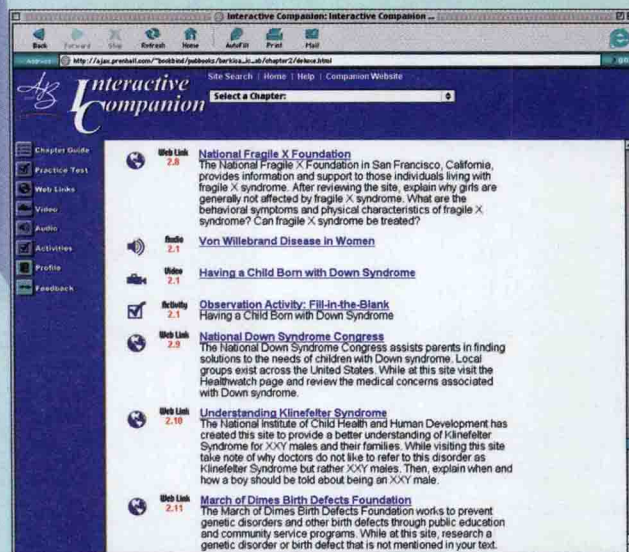 Interactive Companion: Interactive Companion ...
Back Forward Stop Refresh Home AutoFill Print Mail
Site Search | Home | Help | Companion Website
Interactive Companion
Select a Chapter:
Chapter Guide
Practice Test
Web Links
Video
Audio
Activities
Profile
Feedback
Web Link 2.8 National Fragile X Foundation
The National Fragile X Foundation in San Francisco, California,
provides information and support to those individuals living with
fragile X syndrome. After reviewing the site, explain why girls are
generally not affected by fragile X syndrome. What are the
behavioral symptoms and physical characteristics of fragile X
syndrome? Can fragile X syndrome be treated?
Audio 2.1 Von Willebrand Disease in Women
Video 2.1 Having a Child Born with Down Syndrome
Activity 2.1 Observation Activity: Fill-in-the-Blank
Having a Child Born with Down Syndrome
Web Link 2.9 National Down Syndrome Congress
The National Down Syndrome Congress assists parents in finding
solutions to the needs of children with Down syndrome. Local
groups exist across the United States. While at this site visit the
Healthwatch page and review the medical concerns associated
with Down syndrome.
Web Link 2.10 Understanding Klinefelter Syndrome
The National Institute of Child Health and Human Development has
created this site to provide a better understanding of Klinefelter
Syndrome for XXY males and their families. While visiting this site
take note of why doctors do not like to refer to this disorder as
Klinefelter Syndrome but rather XXY males. Then, explain when and
how a boy should be told about being an XXY male.
Web Link 2.11 March of Dimes Birth Defects Foundation
The March of Dimes Birth Defects Foundation works to prevent
genetic disorders and other birth defects through public education
and community service programs. While at this site, research a
genetic disorder or birth defect that is not mentioned in your text.